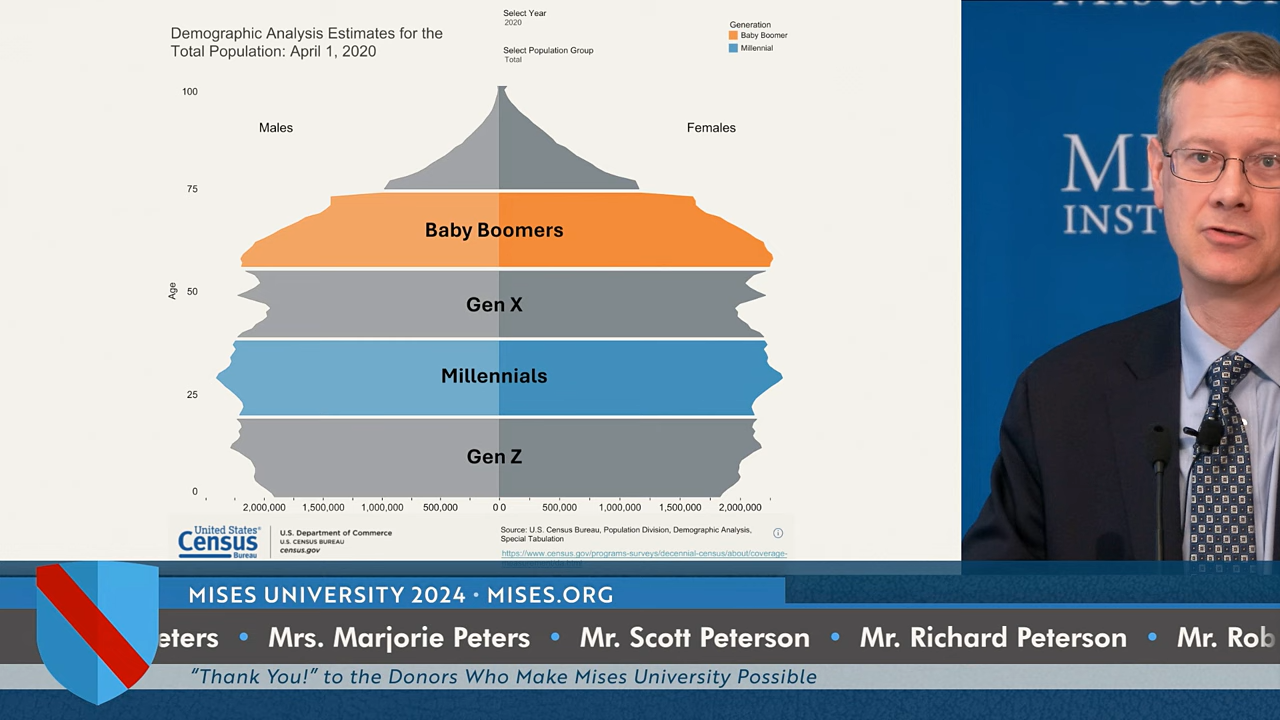 Demographic Analysis Estimates for the
Total Population: April 1, 2020
Select Year
2020
Select Population Group
Total
Generation
Baby Boomer
Millennial
100
Males
Females
75
Baby Boomers
50
Age
Gen X
Millennials
25
Gen Z
0
2,000,000 1,500,000 1,000,000 500,000 0 0 500,000 1,000,000 1,500,000 2,000,000
United States®
Census
Bureau
U.S. Department of Commerce
U.S. CENSUS BUREAU
census.gov
Source: U.S. Census Bureau, Population Division, Demographic Analysis,
Special Tabulation
https://www.census.gov/programs-surveys/decennial-census/about/coverage-
INST
MISES UNIVERSITY 2024 • MISES.ORG
eters • Mrs. Marjorie Peters • Mr. Scott Peterson • Mr. Richard Peterson • Mr. Rob
“Thank You!” to the Donors Who Make Mises University Possible